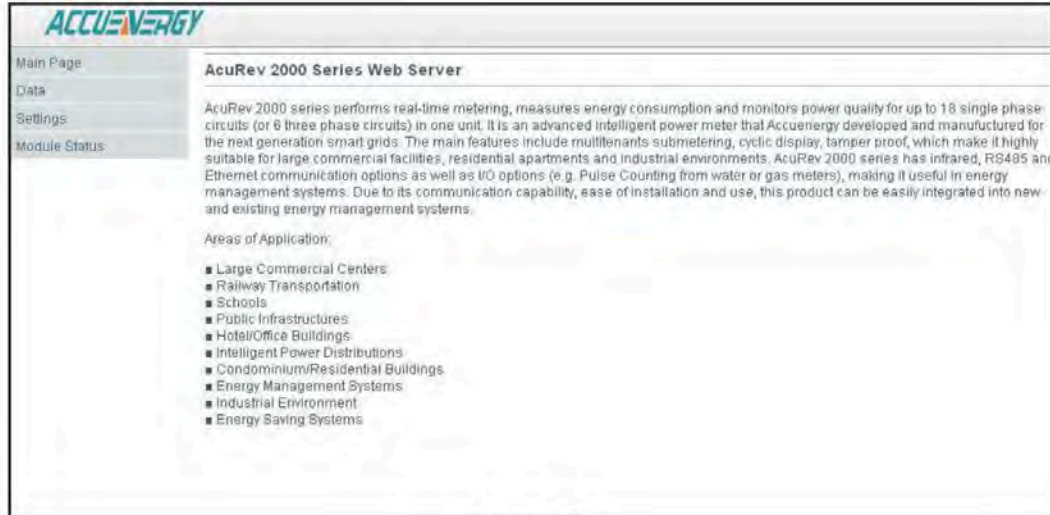 ACCUENERGY
Main Page
Data
Settings
Module Status
AcuRev 2000 Series Web Server
AcuRev 2000 series performs real-time metering, measures energy consumption and monitors power quality for up to 18 single phase
circuits (or 6 three phase circuits) in one unit. It is an advanced intelligent power meter that Accuenergy developed and manufuctured for
the next generation smart grids. The main features include multitenants submetering, cyclic display, tamper proof, which make it highly
suitable for large commercial facilities, residential apartments and industrial environments. AcuRev 2000 series has infrared, RS485 and
Ethernet communication options as well as I/O options (e.g. Pulse Counting from water or gas meters), making it useful in energy
management systems. Due to its communication capability, ease of installation and use, this product can be easily integrated into new
and existing energy management systems.
Areas of Application:
■ Large Commercial Centers
■ Railway Transportation
■ Schools
■ Public Infrastructures
■ Hotel/Office Buildings
■ Intelligent Power Distributions
■ Condominium/Residential Buildings
■ Energy Management Systems
■ Industrial Environment
■ Energy Saving Systems